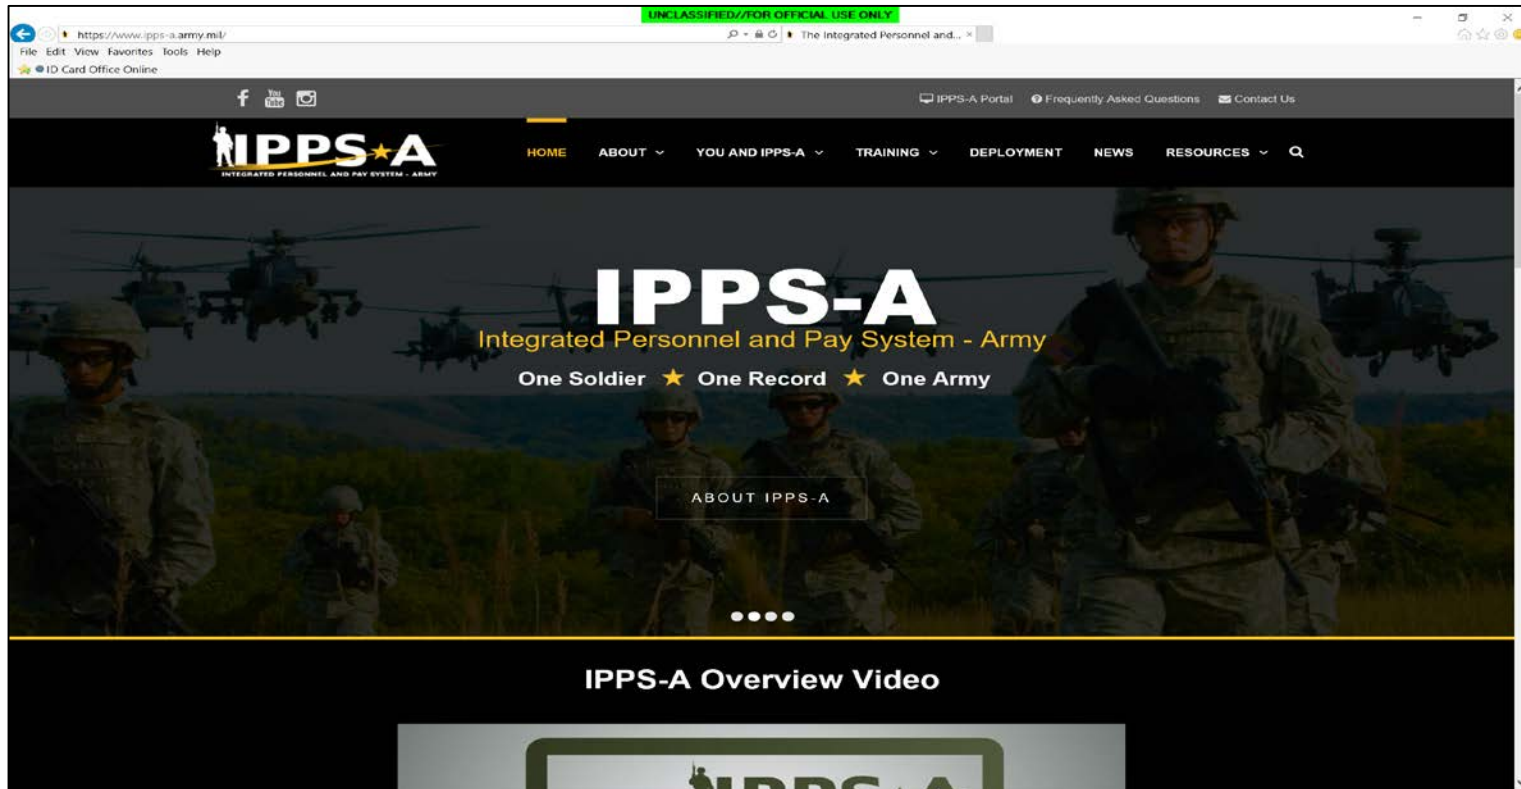 UNCLASSIFIED//FOR OFFICIAL USE ONLY
https://www.ipps-a.army.mil/
The Integrated Personnel and...
File Edit View Favorites Tools Help
ID Card Office Online
You Tube
IPPS-A Portal Frequently Asked Questions Contact Us
IPPS-A
INTEGRATED PERSONNEL AND PAY SYSTEM - ARMY
HOME ABOUT YOU AND IPPS-A TRAINING DEPLOYMENT NEWS RESOURCES
IPPS-A
Integrated Personnel and Pay System - Army
One Soldier ★ One Record ★ One Army
ABOUT IPPS-A
IPPS-A Overview Video
IPPS-A